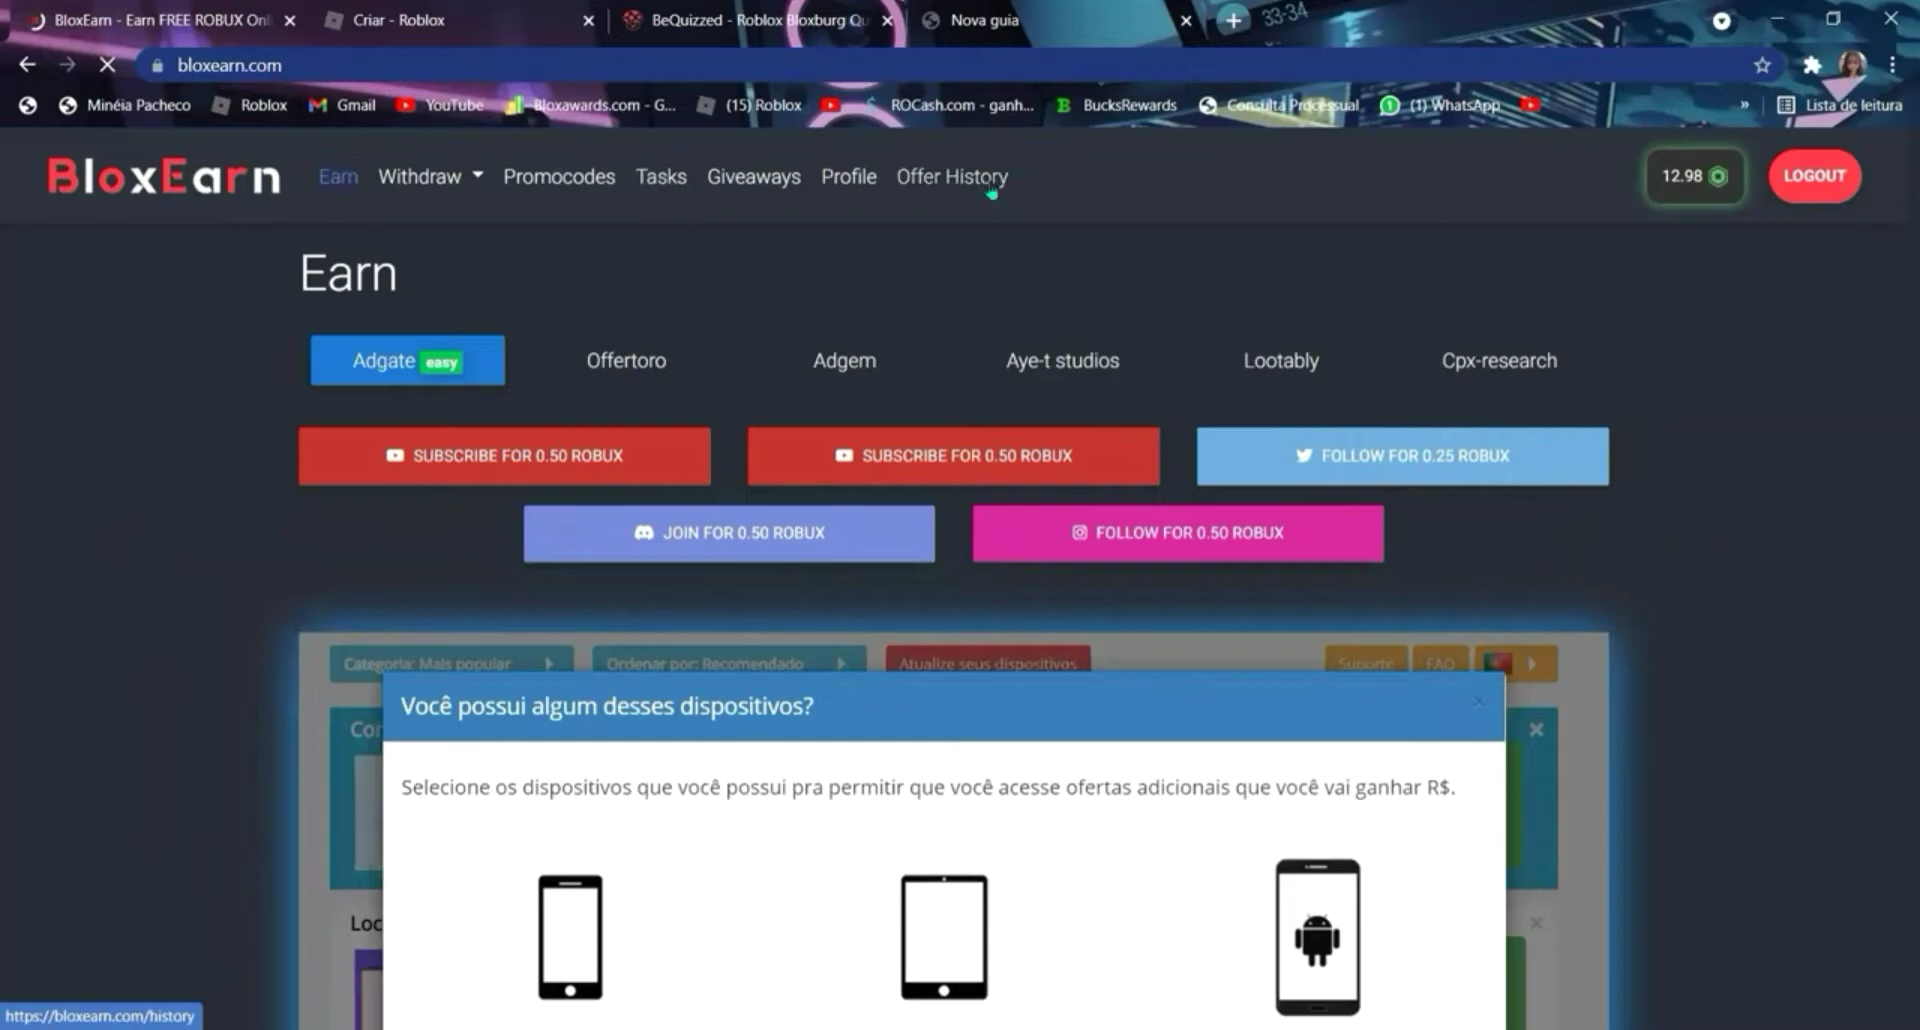 BloxEarn - Earn FREE ROBUX Onl
Criar - Roblox
BeQuizzed - Roblox Bloxburg Qu
Nova guia
33-34
bloxearn.com
Minéia Pacheco
Roblox
Gmail
YouTube
Bloxawards.com - G...
(15) Roblox
ROCash.com - ganh...
BucksRewards
Consulta Processual
(1) WhatsApp
»
Lista de leitura
BloxEarn
Earn
Withdraw
Promocodes
Tasks
Giveaways
Profile
Offer History
12.98
LOGOUT
Earn
Adgate easy
Offertoro
Adgem
Aye-t studios
Lootably
Cpx-research
SUBSCRIBE FOR 0.50 ROBUX
SUBSCRIBE FOR 0.50 ROBUX
FOLLOW FOR 0.25 ROBUX
JOIN FOR 0.50 ROBUX
FOLLOW FOR 0.50 ROBUX
Categoria: Mais popular
Ordenar por: Recomendado
Atualize seus dispositivos
Suporte
FAQ
Você possui algum desses dispositivos?
Cor
Selecione os dispositivos que você possui pra permitir que você acesse ofertas adicionais que você vai ganhar R$.
Loc
https://bloxearn.com/history